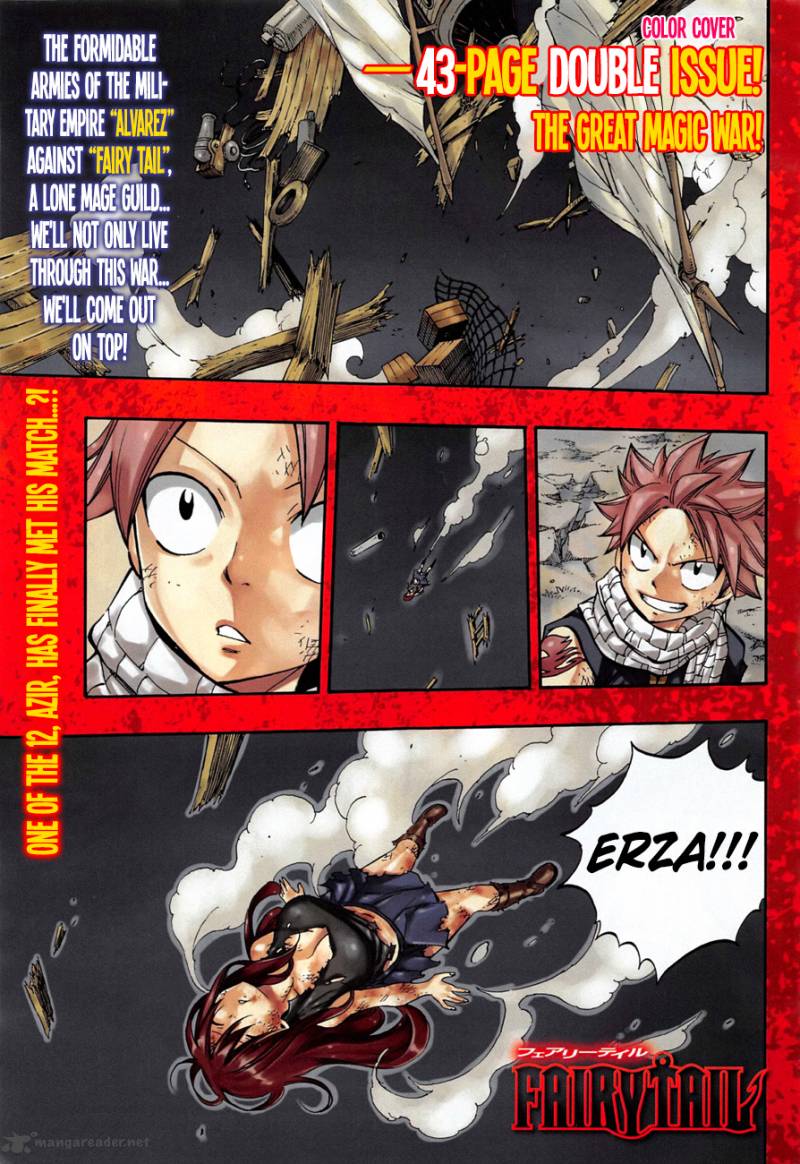 COLOR COVER
— 43-PAGE DOUBLE ISSUE!
THE GREAT MAGIC WAR!
THE FORMIDABLE
ARMIES OF THE MILI-
TARY EMPIRE "ALVAREZ"
AGAINST "FAIRY TAIL",
A LONE MAGE GUILD...
WE'LL NOT ONLY LIVE
THROUGH THIS WAR...
WE'LL COME OUT
ON TOP!
ONE OF THE 12, AZIR, HAS FINALLY MET HIS MATCH...?!
ERZA!!!
フェアリーテイル
FAIRY TAIL
mangareader.net